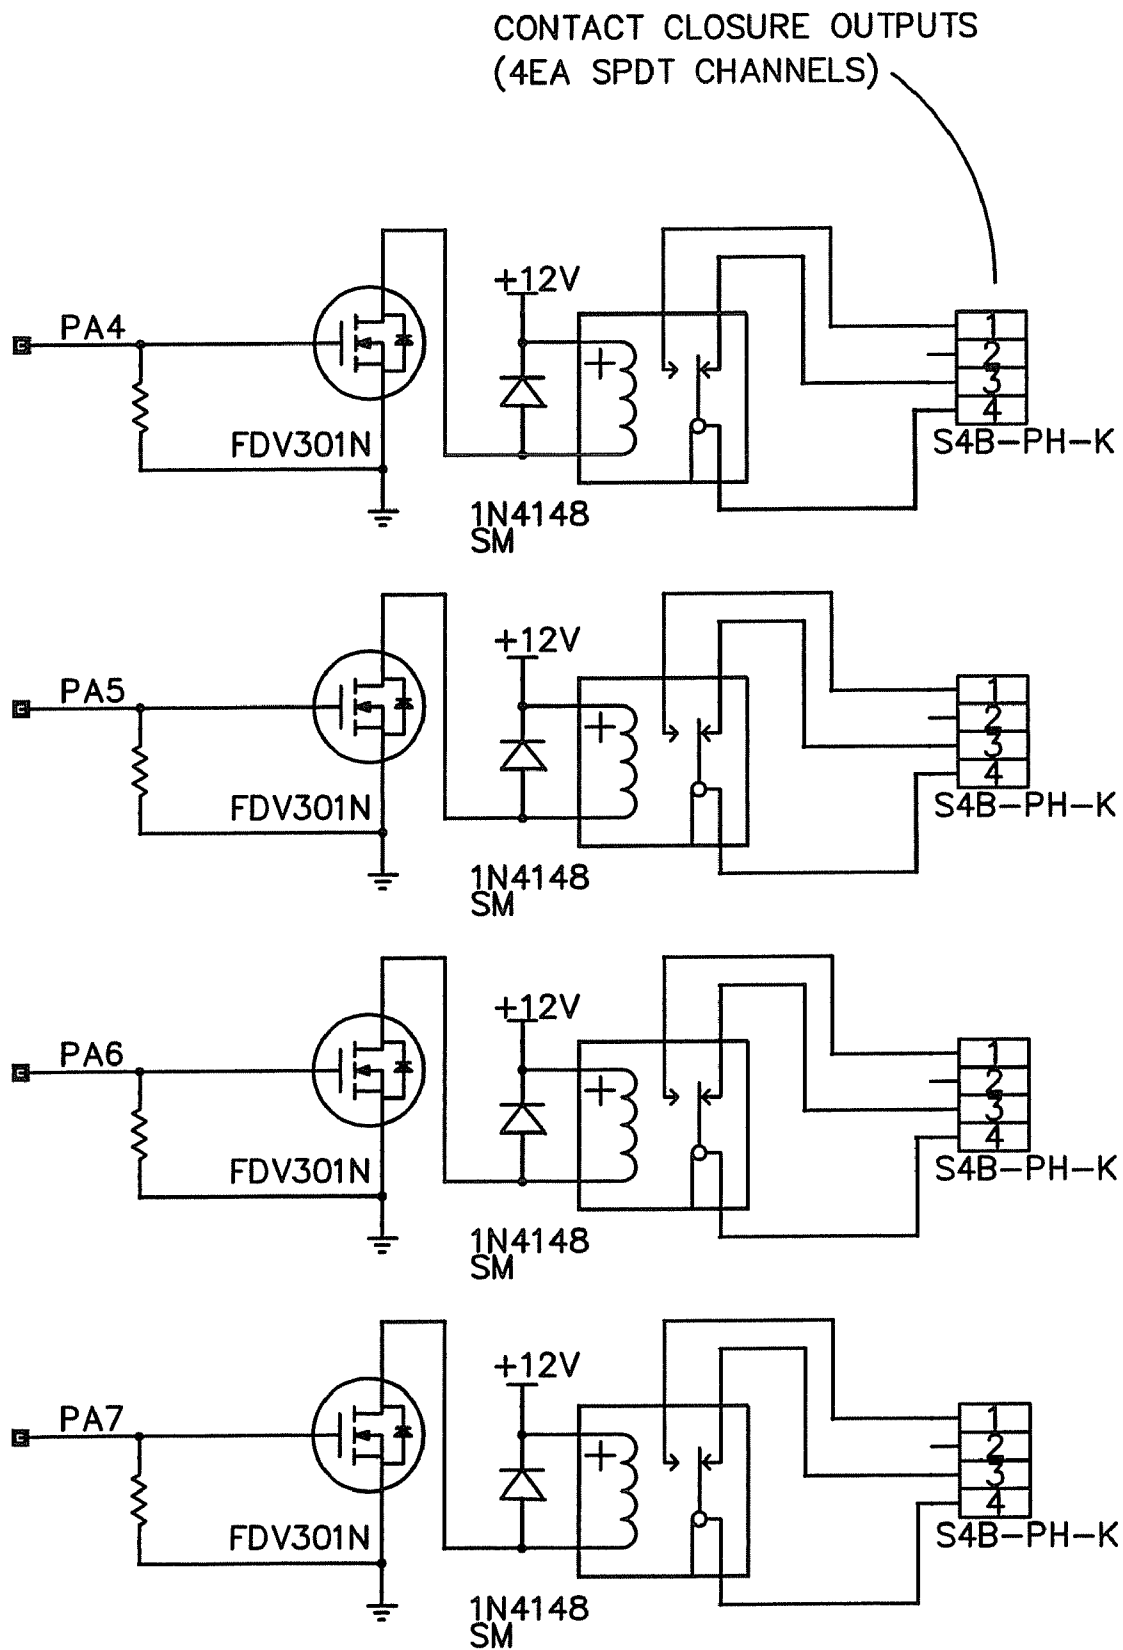 CONTACT CLOSURE OUTPUTS
(4EA SPDT CHANNELS)
+12V
PA4
1
2
3
4
FDV301N
S4B-PH-K
1N4148
SM
+12V
PA5
1
2
3
4
FDV301N
S4B-PH-K
1N4148
SM
+12V
PA6
1
2
3
4
FDV301N
S4B-PH-K
1N4148
SM
+12V
PA7
1
2
3
4
FDV301N
S4B-PH-K
1N4148
SM